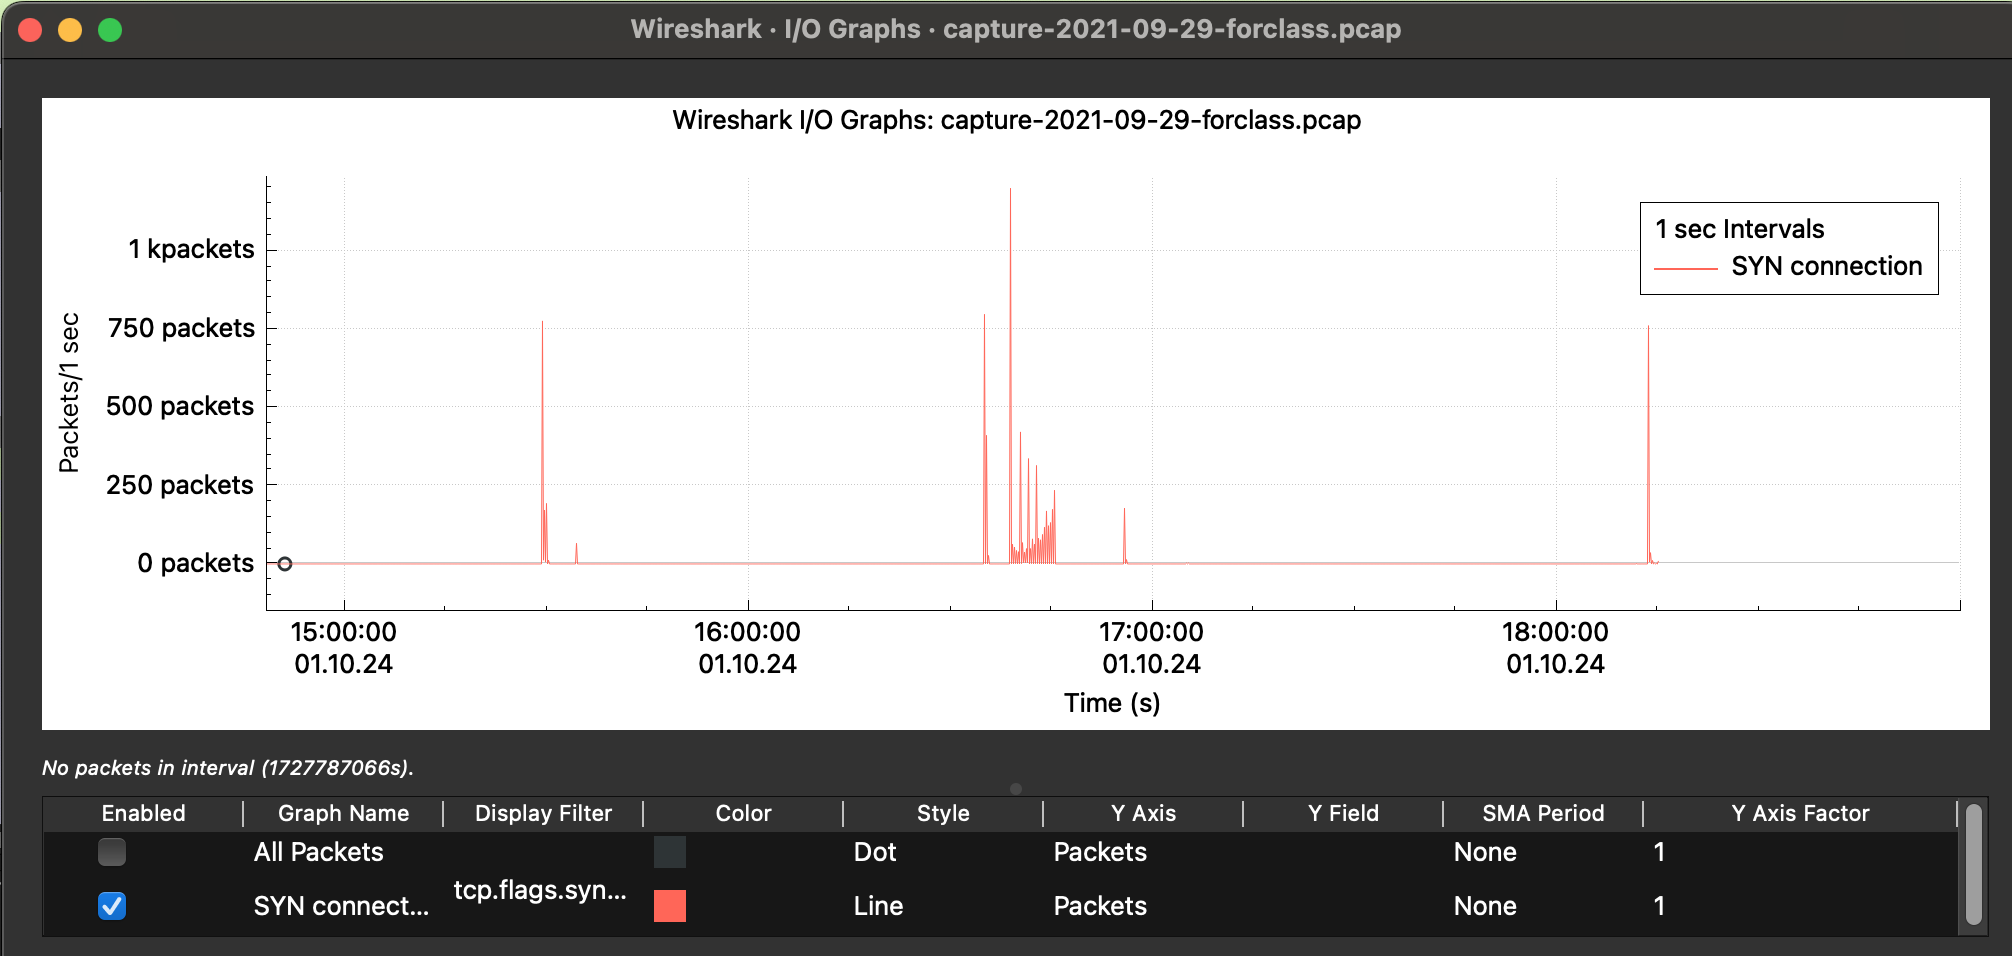 Wireshark · I/O Graphs · capture-2021-09-29-forclass.pcap
Wireshark I/O Graphs: capture-2021-09-29-forclass.pcap
1 kpackets
750 packets
500 packets
250 packets
0 packets
Packets/1 sec
1 sec Intervals
SYN connection
15:00:00 16:00:00 17:00:00 18:00:00
01.10.24 01.10.24 01.10.24 01.10.24
Time (s)
No packets in interval (1727787066s).
Enabled Graph Name Display Filter Color Style Y Axis Y Field SMA Period Y Axis Factor
All Packets Dot Packets None 1
SYN connect... tcp.flags.syn... Line Packets None 1